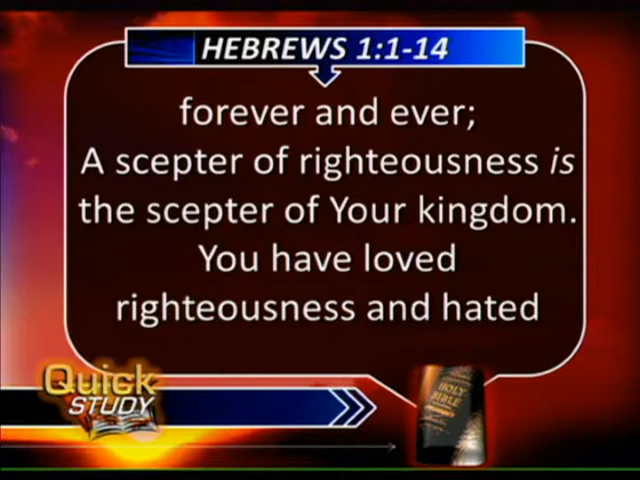 HEBREWS 1:1-14
forever and ever;
A scepter of righteousness is
the scepter of Your kingdom.
You have loved
righteousness and hated
Quick
STUDY
HOLY
BIBLE